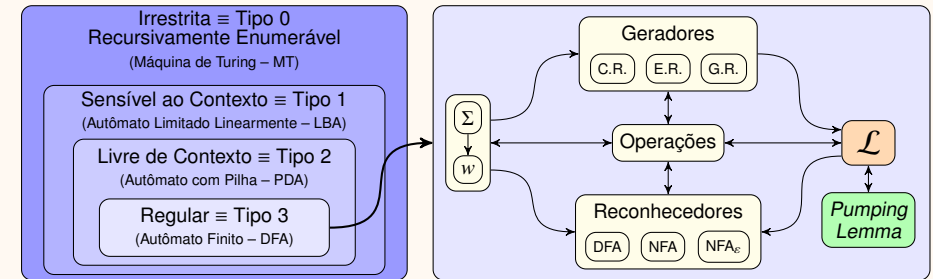 Irrestrita ≡ Tipo 0
Recursivamente Enumerável
(Máquina de Turing – MT)
Sensível ao Contexto ≡ Tipo 1
(Autômato Limitado Linearmente – LBA)
Livre de Contexto ≡ Tipo 2
(Autômato com Pilha – PDA)
Regular ≡ Tipo 3
(Autômato Finito – DFA)
Σ
w
Geradores
C.R. E.R. G.R.
Operações
Reconhecedores
DFA NFA NFAε
ℒ
Pumping
Lemma